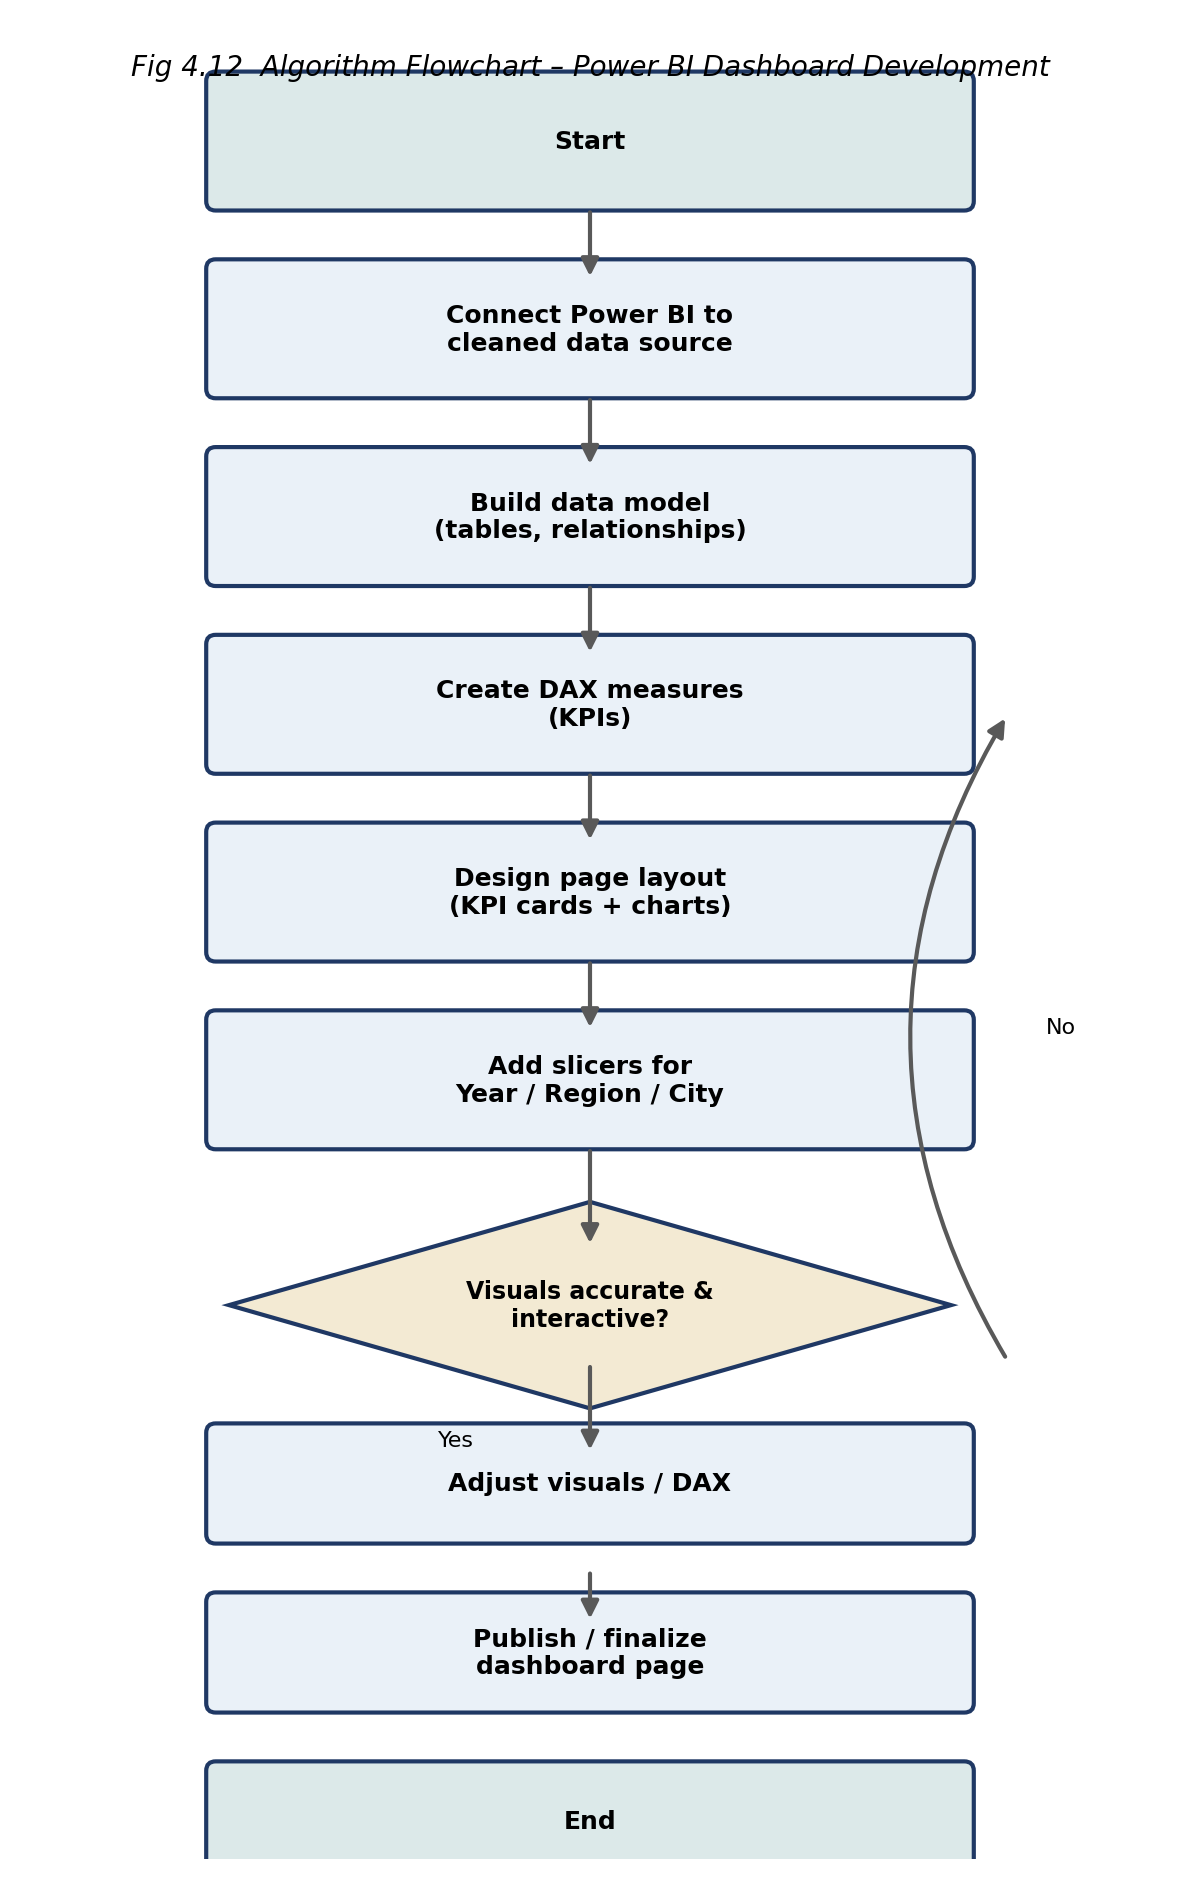 Fig 4.12  Algorithm Flowchart – Power BI Dashboard Development
Start
Connect Power BI to
cleaned data source
Build data model
(tables, relationships)
Create DAX measures
(KPIs)
Design page layout
(KPI cards + charts)
No
Add slicers for
Year / Region / City
Visuals accurate &
interactive?
Yes
Adjust visuals / DAX
Publish / finalize
dashboard page
End